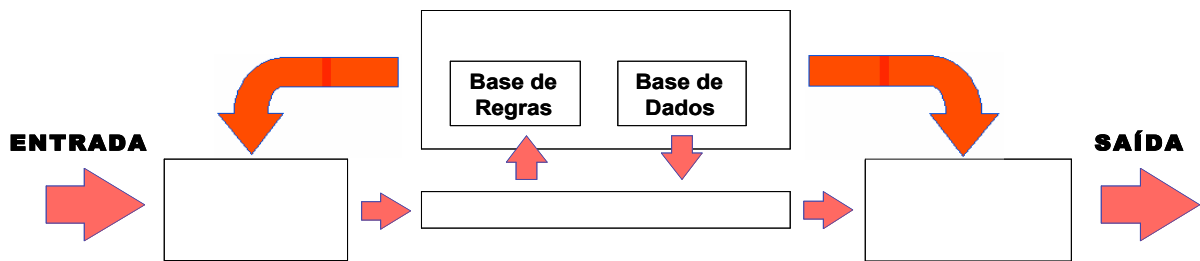 Base de
Regras
Base de
Dados
ENTRADA
SAÍDA